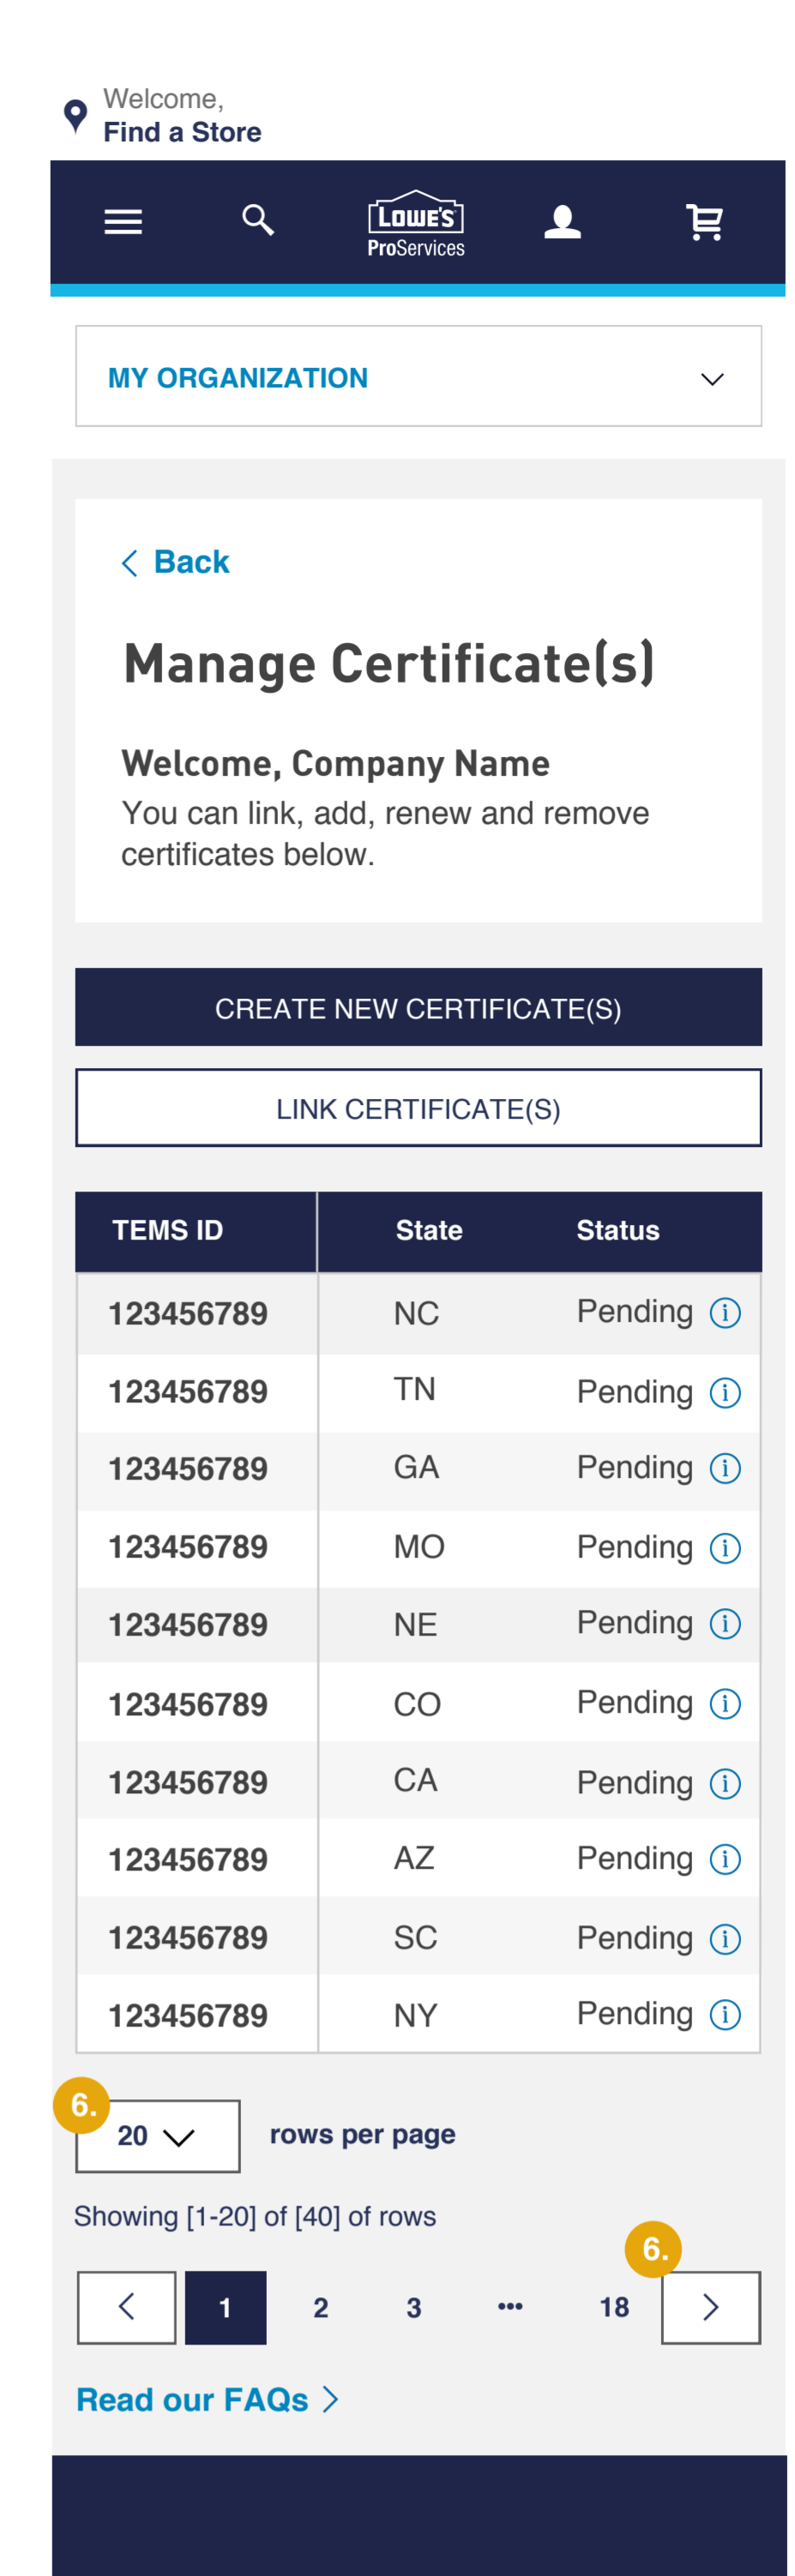 Welcome,
Find a Store
LOWE'S
ProServices
MY ORGANIZATION
Back
Manage Certificate(s)
Welcome, Company Name
You can link, add, renew and remove
certificates below.
CREATE NEW CERTIFICATE(S)
LINK CERTIFICATE(S)
TEMS ID State Status
123456789 NC Pending i
123456789 TN Pending i
123456789 GA Pending i
123456789 MO Pending i
123456789 NE Pending i
123456789 CO Pending i
123456789 CA Pending i
123456789 AZ Pending i
123456789 SC Pending i
123456789 NY Pending i
6.
20 rows per page
Showing [1-20] of [40] of rows
6.
1 2 3 ••• 18
Read our FAQs